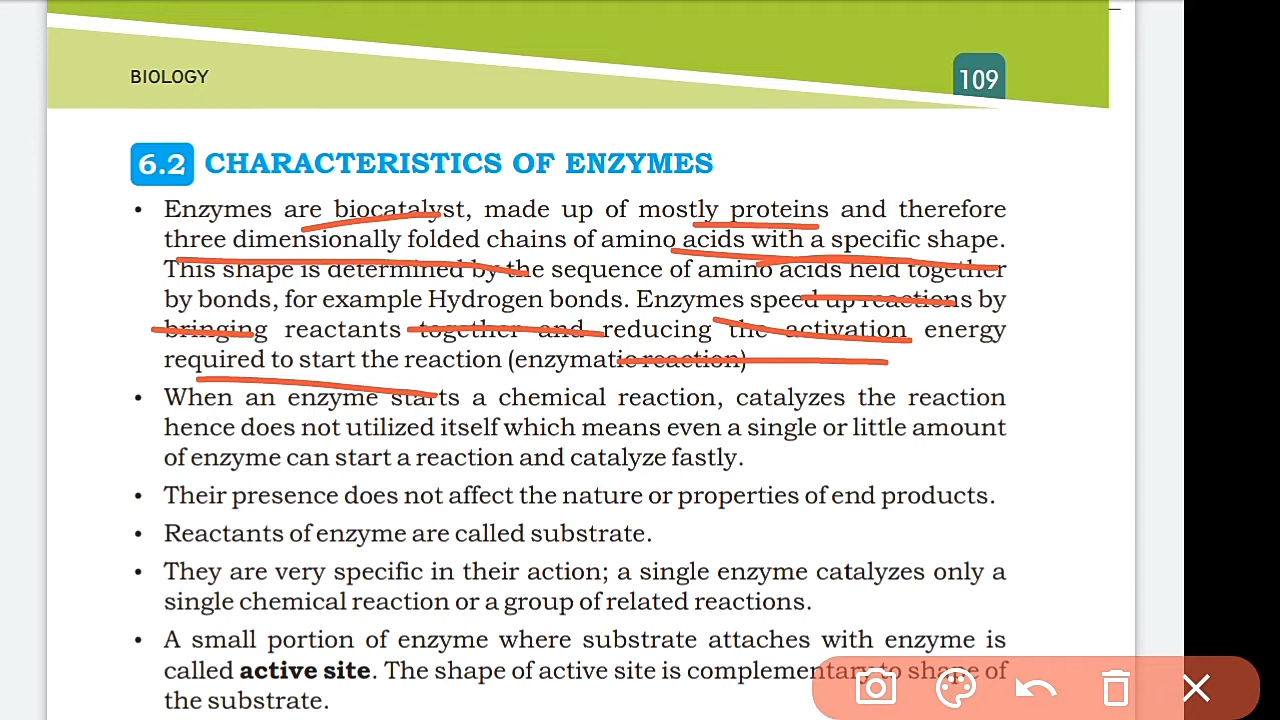 BIOLOGY
109
6.2 CHARACTERISTICS OF ENZYMES
• Enzymes are biocatalyst, made up of mostly proteins and therefore
three dimensionally folded chains of amino acids with a specific shape.
This shape is determined by the sequence of amino acids held together
by bonds, for example Hydrogen bonds. Enzymes speed up reactions by
bringing reactants together and reducing the activation energy
required to start the reaction (enzymatic reaction)
• When an enzyme starts a chemical reaction, catalyzes the reaction
hence does not utilized itself which means even a single or little amount
of enzyme can start a reaction and catalyze fastly.
• Their presence does not affect the nature or properties of end products.
• Reactants of enzyme are called substrate.
• They are very specific in their action; a single enzyme catalyzes only a
single chemical reaction or a group of related reactions.
• A small portion of enzyme where substrate attaches with enzyme is
called active site. The shape of active site is complementary to shape of
the substrate.